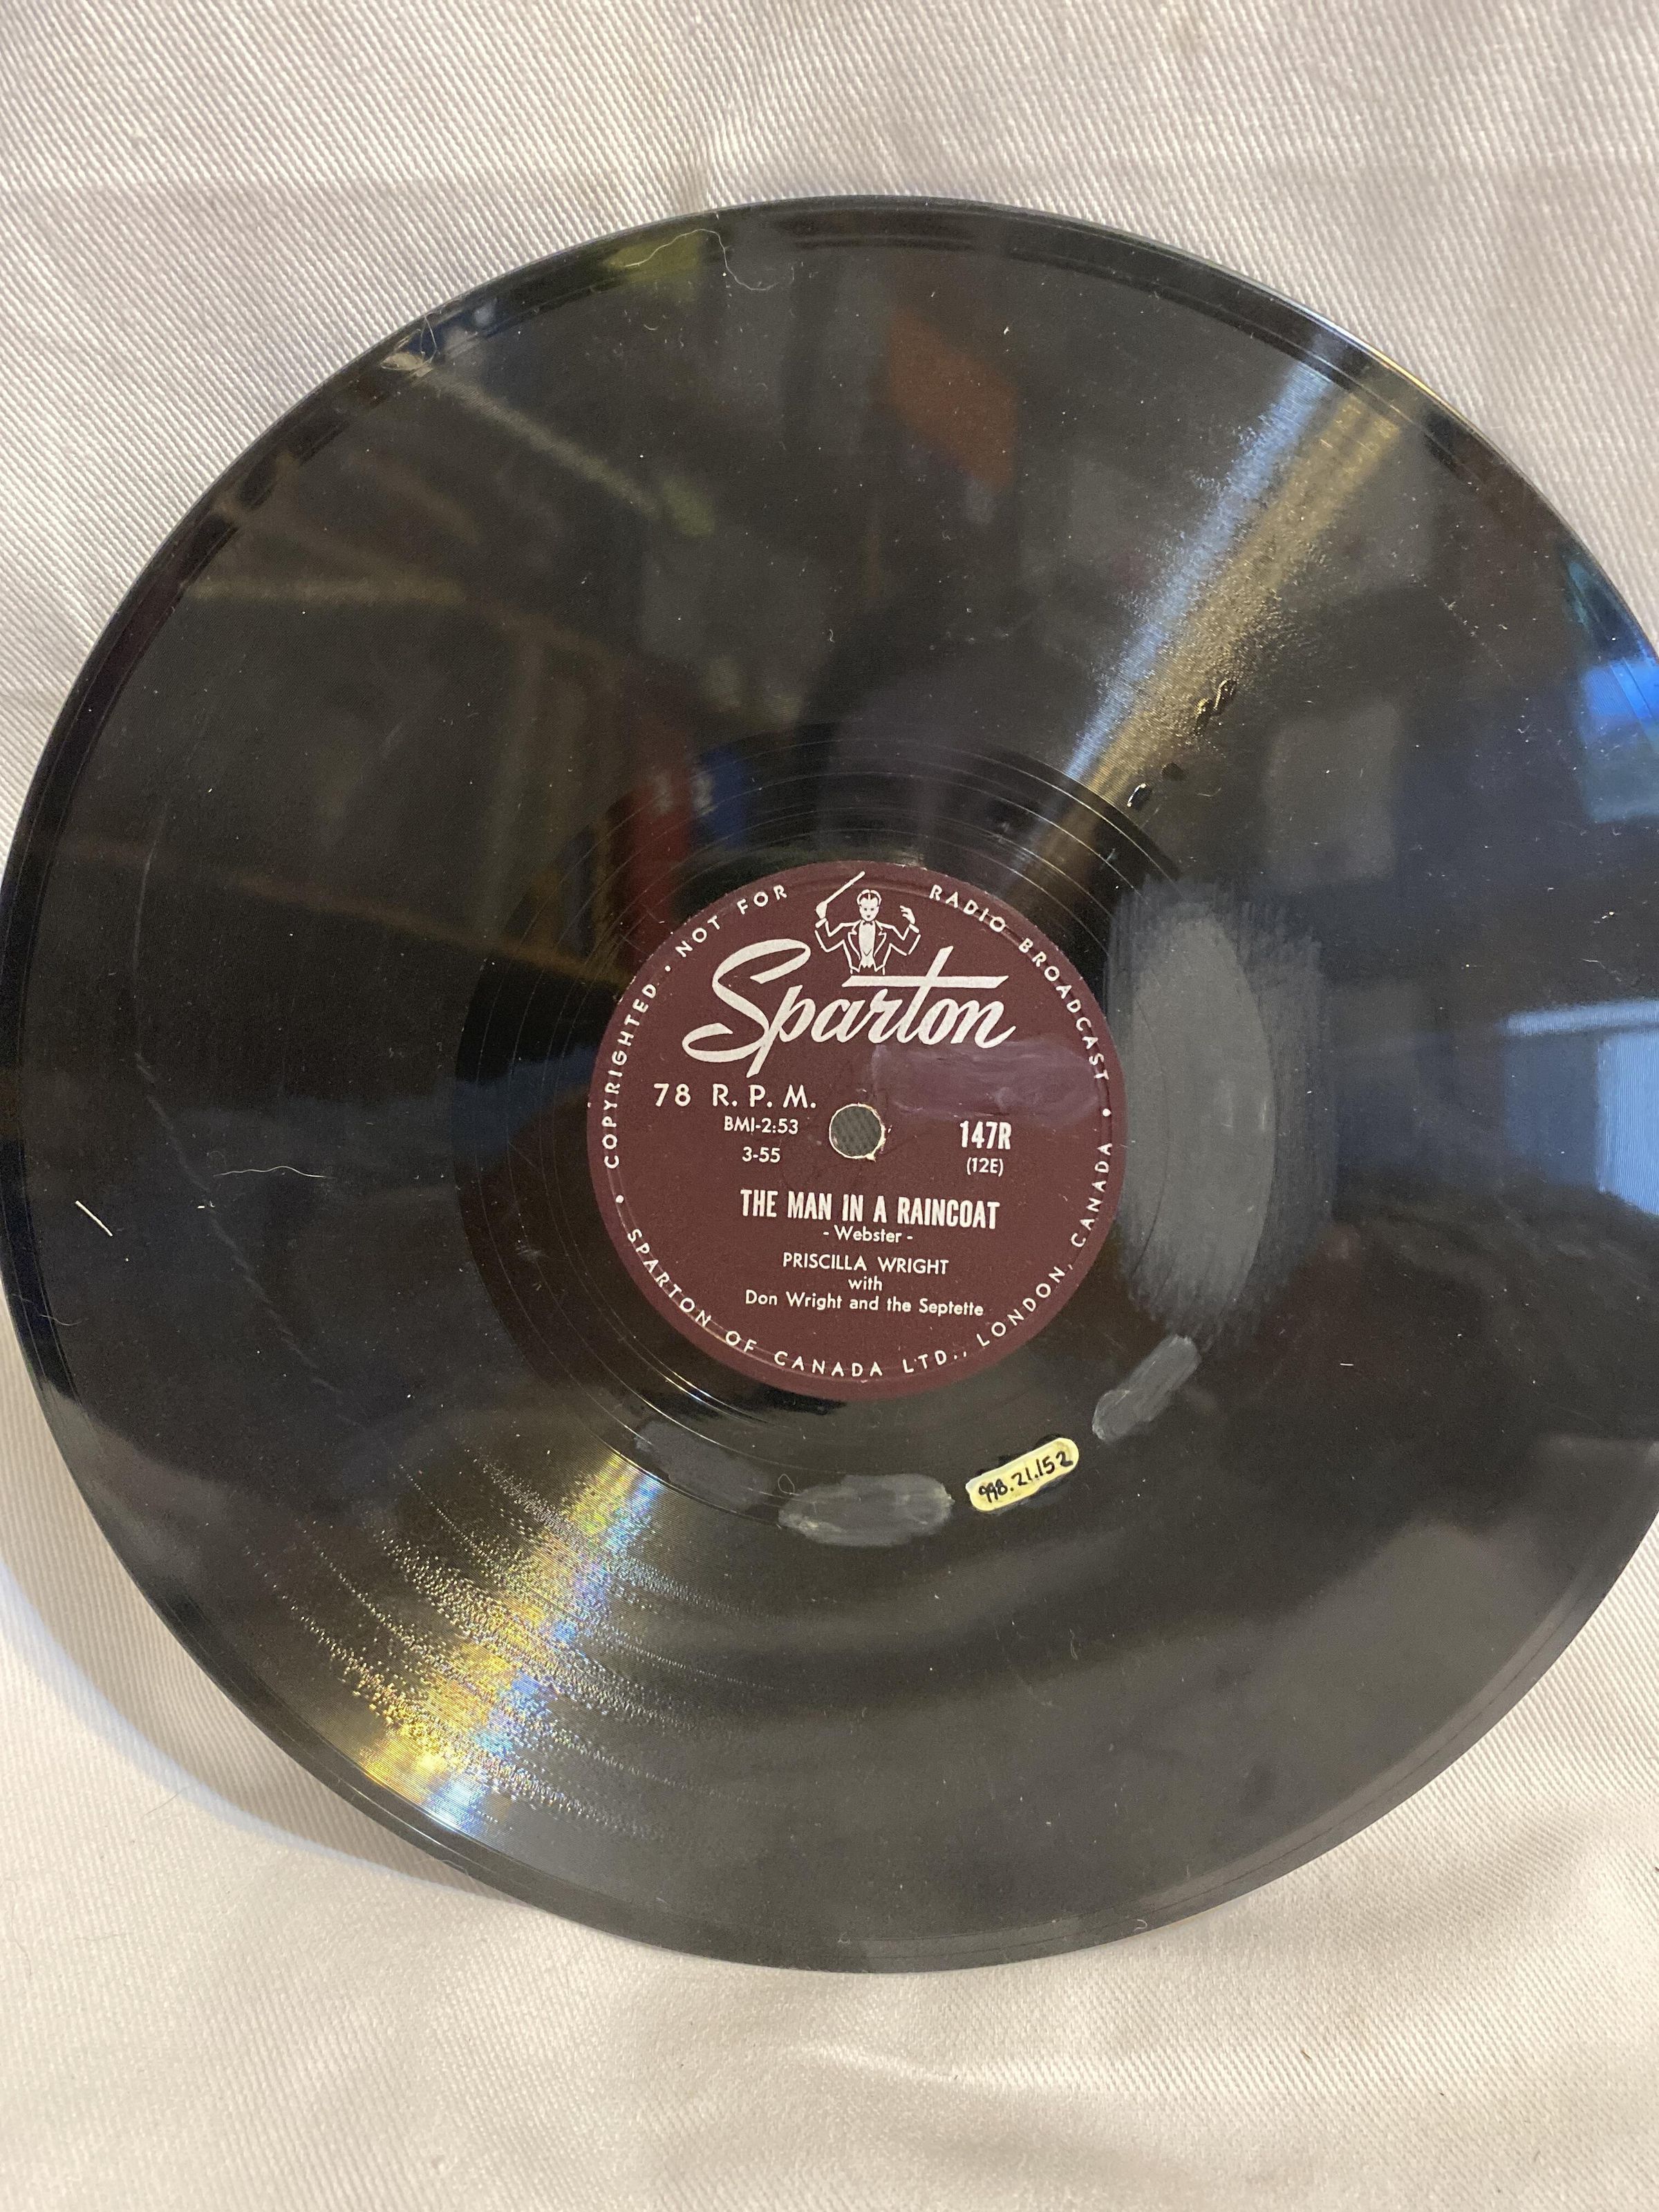 COPYRIGHTED • NOT FOR RADIO BROADCAST •
Sparton
78 R. P. M.
BMI-2:53
3-55
147R
(12E)
THE MAN IN A RAINCOAT
- Webster -
PRISCILLA WRIGHT
with
Don Wright and the Septette
• SPARTON OF CANADA LTD., LONDON, CANADA
998.21.152